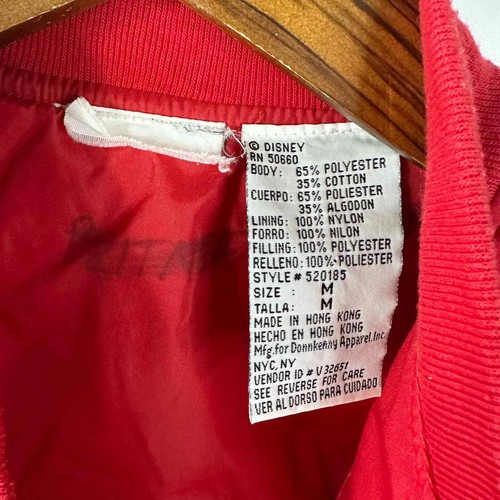 © DISNEY
RN 50660
BODY: 65% POLYESTER
35% COTTON
CUERPO: 65% POLIESTER
35% ALGODON
LINING: 100% NYLON
FORRO: 100% NILON
FILLING: 100% POLYESTER
RELLENO: 100% POLIESTER
STYLE # 520185
SIZE : M
TALLA: M
MADE IN HONG KONG
HECHO EN HONG KONG
Mfg. for Donnkenny Apparel. Inc.
NYC, NY
VENDOR ID # V 32651
SEE REVERSE FOR CARE
VER AL DORSO PARA CUIDADO